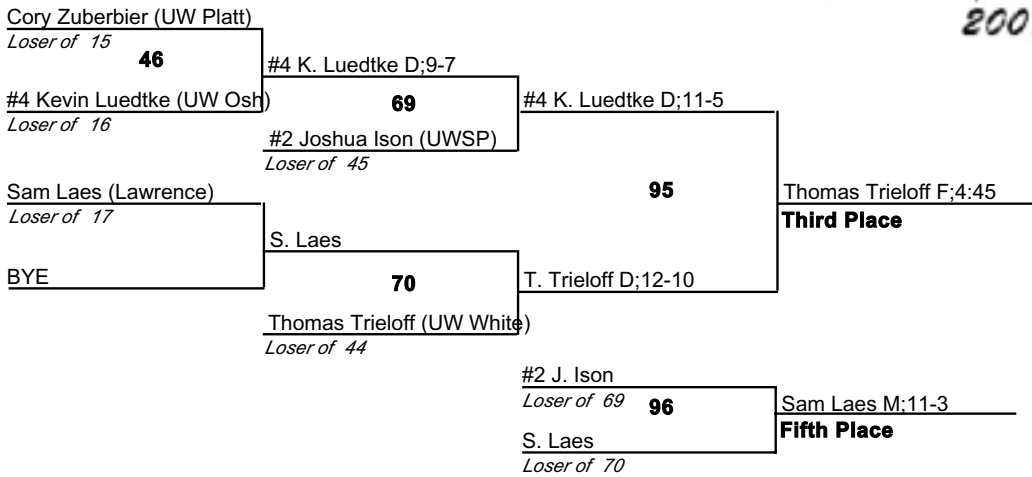 Cory Zuberbier (UW Platt)
Loser of 15
46
#4 Kevin Luedtke (UW Osh)
Loser of 16
#4 K. Luedtke D;9-7
69
#2 Joshua Ison (UWSP)
Loser of 45
#4 K. Luedtke D;11-5
Sam Laes (Lawrence)
Loser of 17
BYE
S. Laes
70
Thomas Trieloff (UW White)
Loser of 44
T. Trieloff D;12-10
95
Thomas Trieloff F;4:45
Third Place
#2 J. Ison
Loser of 69
96
S. Laes
Loser of 70
Sam Laes M;11-3
Fifth Place